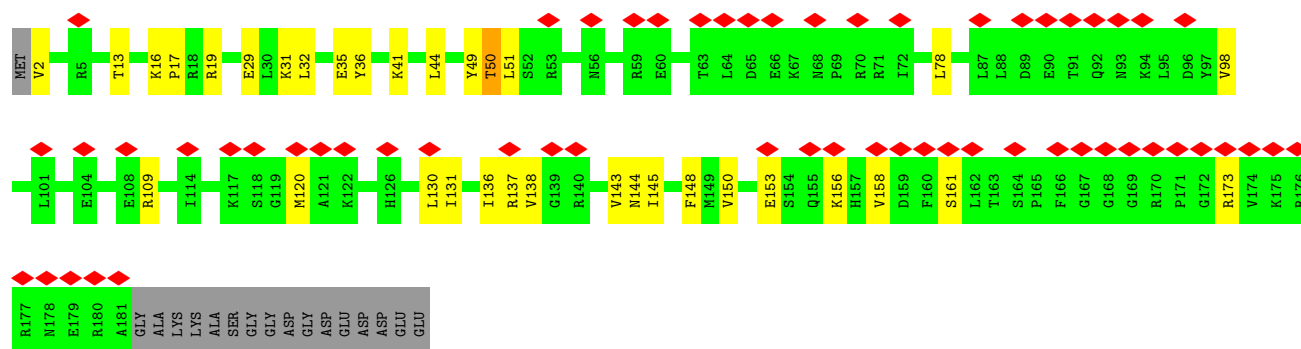 MET V2 R5 T13 K16 P17 R18 R19 E29 L30 K31 L32 E35 Y36 K41 L44 Y49 T50 L51 S52 R53 N56 R59 E60 T63 L64 D65 E66 K67 N68 P69 R70 R71 I72 L78 L87 L88 D89 E90 T91 Q92 N93 K94 L95 D96 Y97 V98
L101 E104 E108 R109 I114 K117 S118 G119 M120 A121 K122 H126 L130 I131 I136 R137 V138 G139 R140 V143 N144 I145 F148 M149 V150 E153 S154 Q155 K156 H157 V158 D159 F160 S161 L162 T163 S164 P165 F166 G167 G168 G169 R170 P171 G172 R173 V174 K175 R176
R177 N178 E179 R180 A181 GLY ALA LYS LYS ALA SER GLY GLY ASP GLY ASP GLU ASP ASP GLU GLU